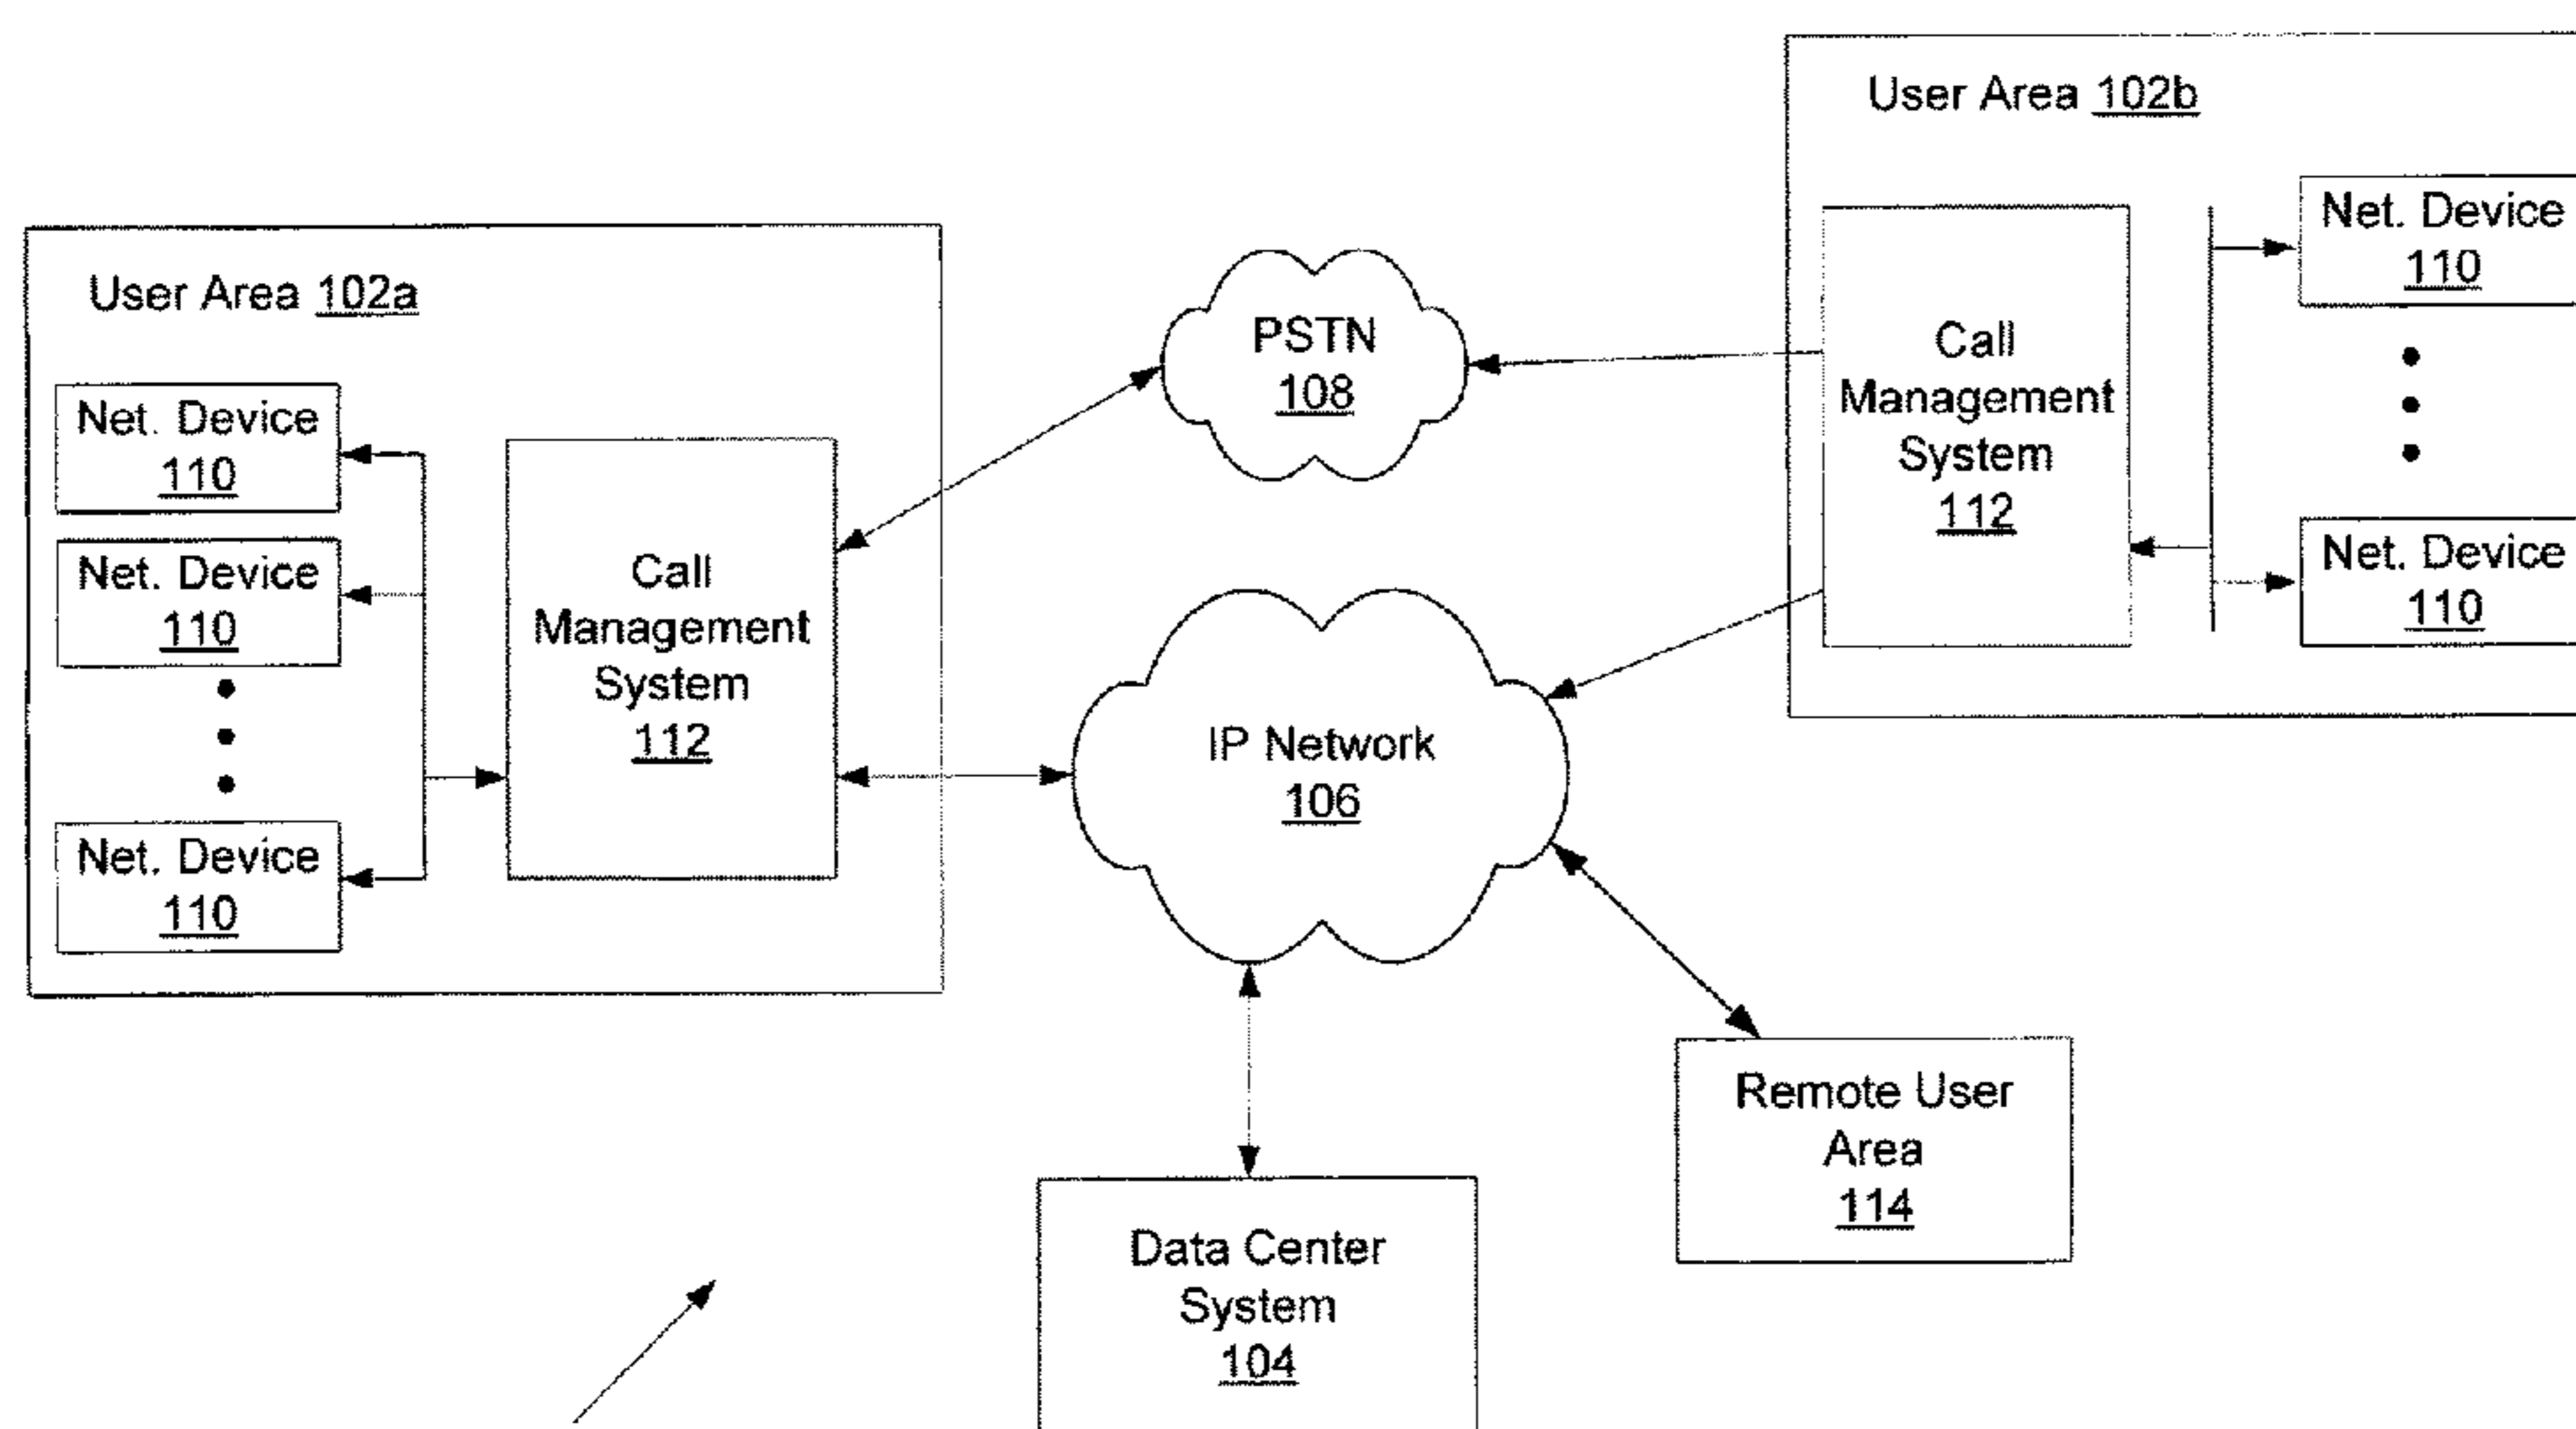 User Area 102a
Net. Device
110
Net. Device
110
Net. Device
110
Call
Management
System
112
PSTN
108
IP Network
106
User Area 102b
Call
Management
System
112
Net. Device
110
Net. Device
110
Data Center
System
104
Remote User
Area
114